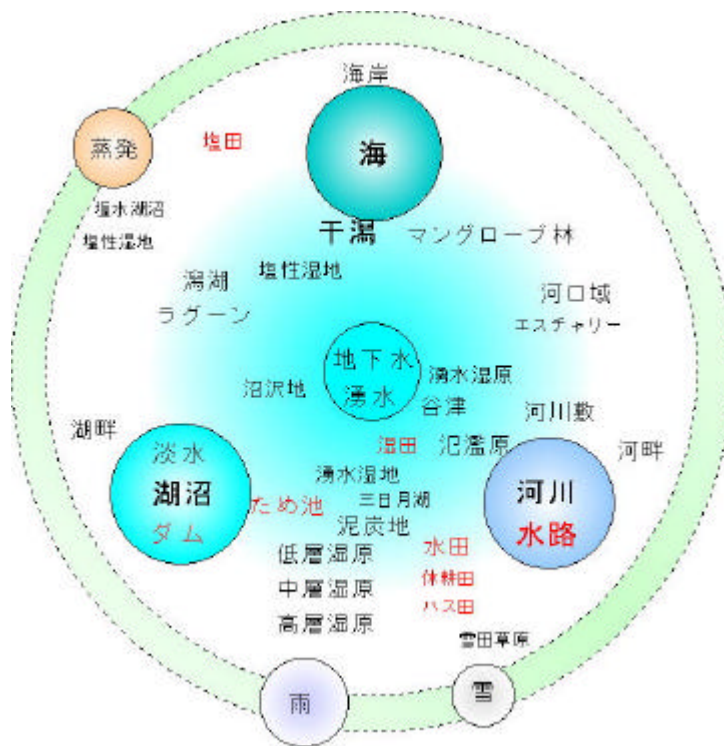 海岸
海
蒸発
塩田
塩水湖沼
塩性湿地
干潟
マングローブ林
塩性湿地
潟湖
ラグーン
河口域
エスチャリー
地下水
湧水
湧水湿原
沼沢地
谷津
河川敷
湖畔
淡水
湖沼
ダム
湿田
氾濫原
河畔
湧水湿地
三日月湖
ため池
泥炭地
河川
水路
低層湿原
中層湿原
高層湿原
水田
休耕田
ハス田
雪田草原
雨
雪